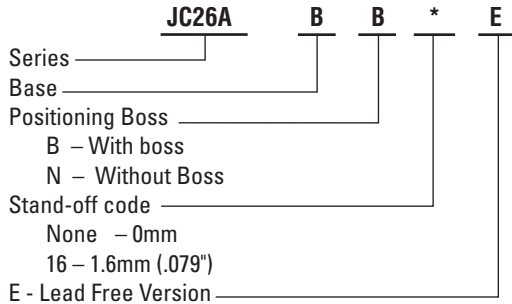 JC26A B B * E
Series
Base
Positioning Boss
B – With boss
N – Without Boss
Stand-off code
None – 0mm
16 – 1.6mm (.079")
E - Lead Free Version